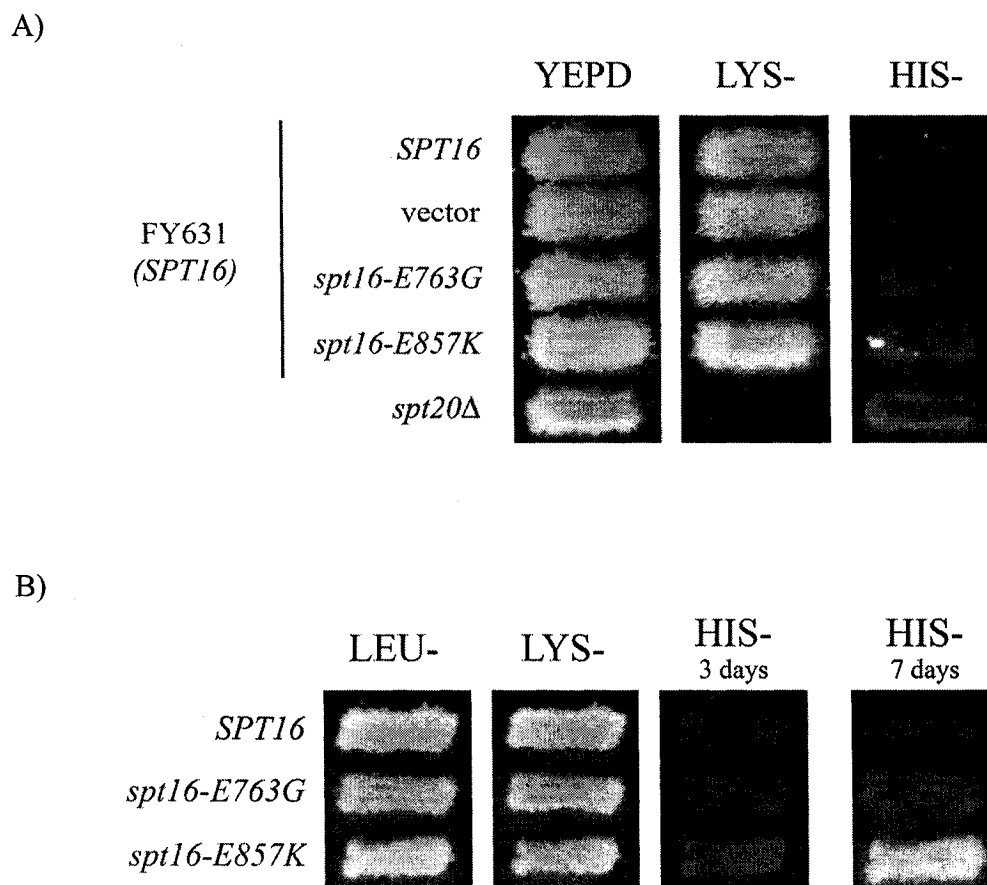 A)
YEPD LYS- HIS-
SPT16
vector
FY631
(SPT16)
spt16-E763G
spt16-E857K
spt20Δ
B)
LEU- LYS- HIS- HIS-
3 days 7 days
SPT16
spt16-E763G
spt16-E857K